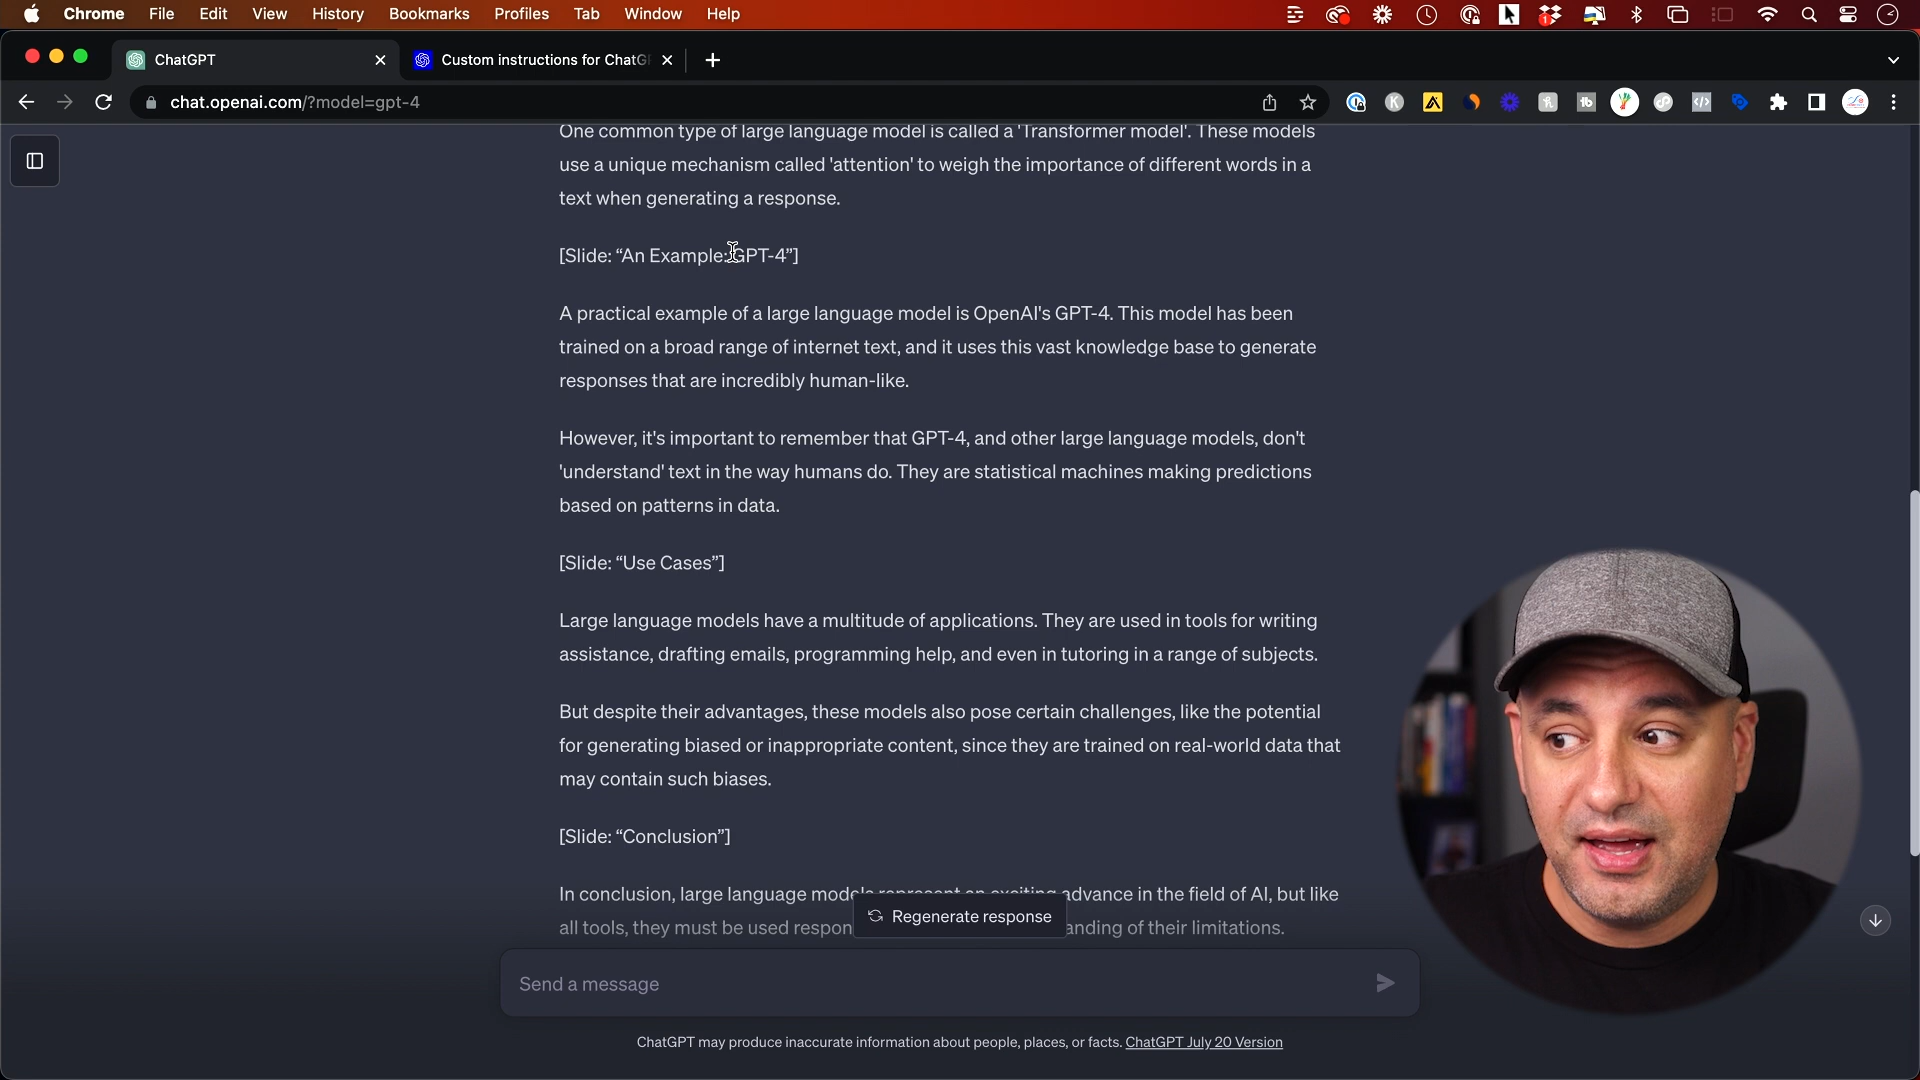 Chrome File Edit View History Bookmarks Profiles Tab Window Help
ChatGPT
Custom instructions for ChatG
chat.openai.com/?model=gpt-4
One common type of large language model is called a 'Transformer model'. These models
use a unique mechanism called 'attention' to weigh the importance of different words in a
text when generating a response.
[Slide: “An Example: GPT-4”]
A practical example of a large language model is OpenAI's GPT-4. This model has been
trained on a broad range of internet text, and it uses this vast knowledge base to generate
responses that are incredibly human-like.
However, it's important to remember that GPT-4, and other large language models, don't
'understand' text in the way humans do. They are statistical machines making predictions
based on patterns in data.
[Slide: “Use Cases”]
Large language models have a multitude of applications. They are used in tools for writing
assistance, drafting emails, programming help, and even in tutoring in a range of subjects.
But despite their advantages, these models also pose certain challenges, like the potential
for generating biased or inappropriate content, since they are trained on real-world data that
may contain such biases.
[Slide: “Conclusion”]
In conclusion, large language models represent an exciting advance in the field of AI, but like
all tools, they must be used respon anding of their limitations.
Regenerate response
Send a message
ChatGPT may produce inaccurate information about people, places, or facts. ChatGPT July 20 Version